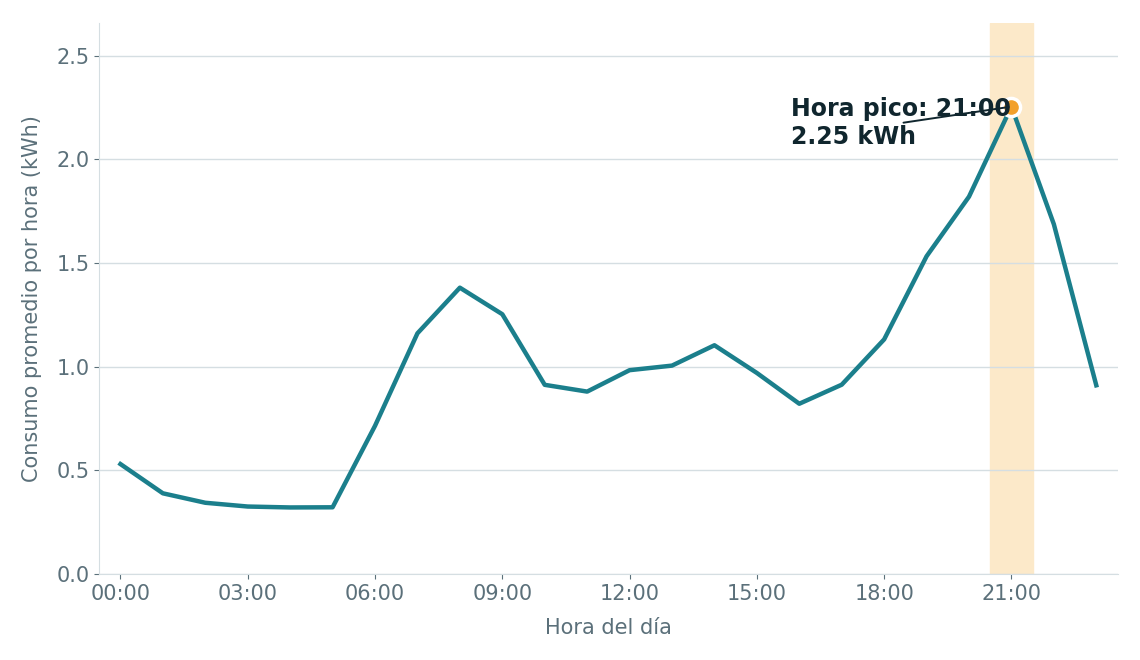 2.5
2.0
1.5
1.0
0.5
0.0
Consumo promedio por hora (kWh)
Hora pico: 21:00
2.25 kWh
00:00 03:00 06:00 09:00 12:00 15:00 18:00 21:00
Hora del día